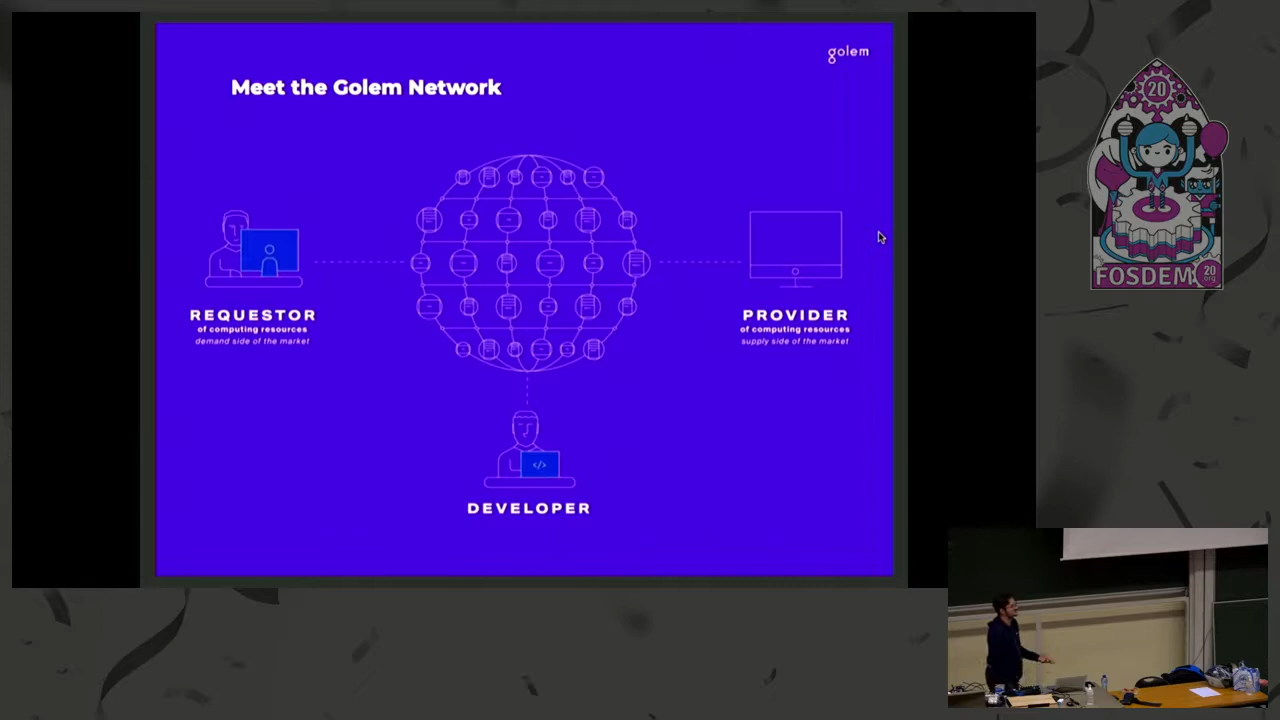 golem
Meet the Golem Network
REQUESTOR
of computing resources
demand side of the market
PROVIDER
of computing resources
supply side of the market
</>
DEVELOPER
20
FOSDEM
20
org